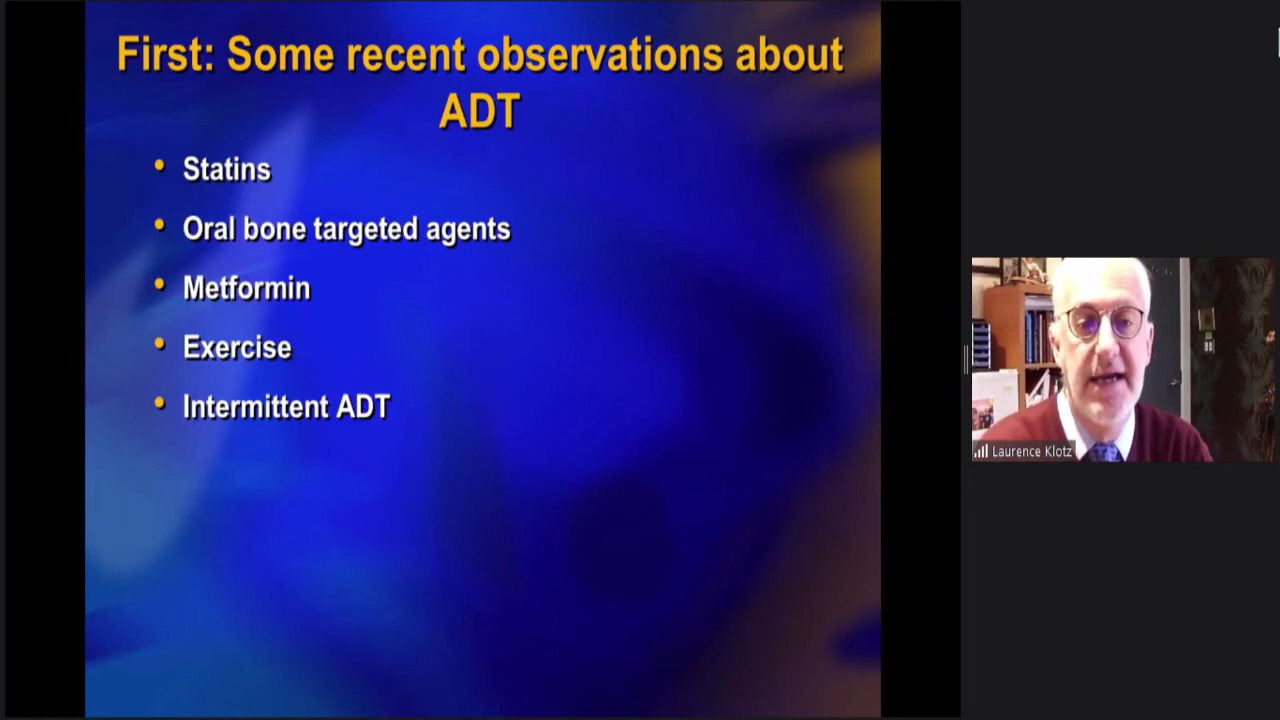 First: Some recent observations about
ADT
• Statins
• Oral bone targeted agents
• Metformin
• Exercise
• Intermittent ADT
Laurence Klotz